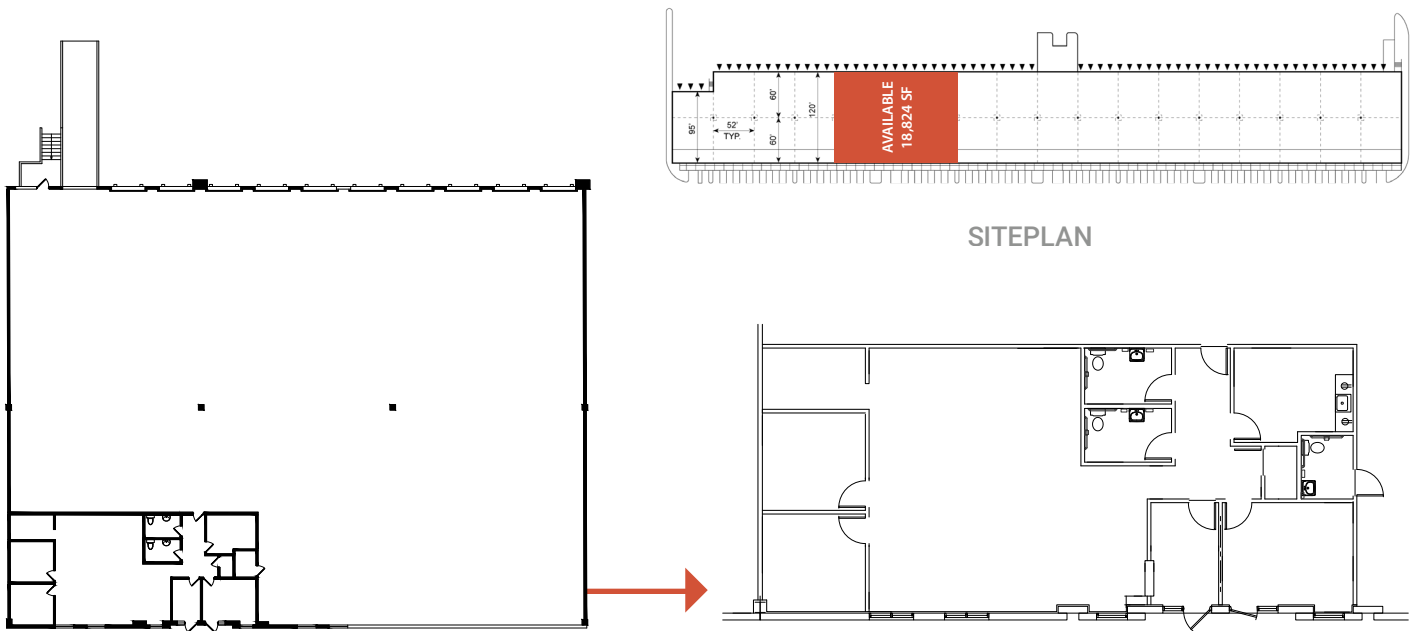 95'
52'
TYP.
60'
60'
120'
AVAILABLE
18,824 SF
SITEPLAN